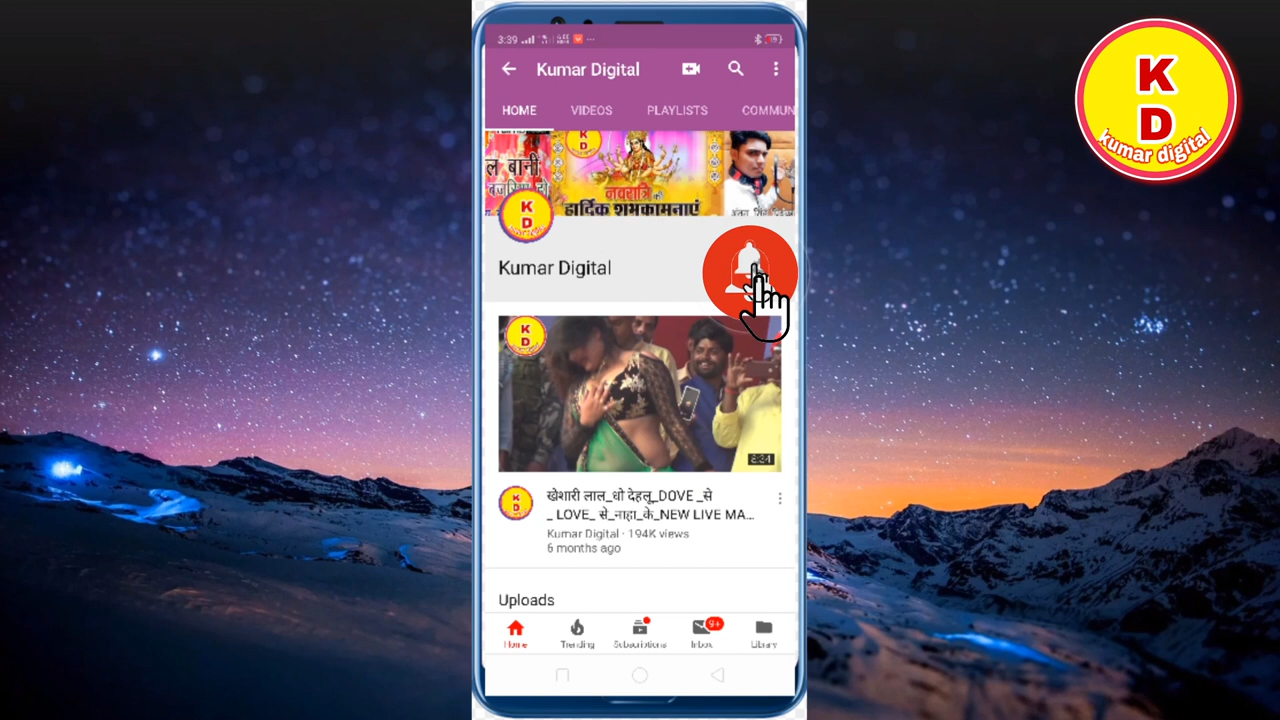 3:39
Kumar Digital
HOME VIDEOS PLAYLISTS COMMUN
K
D
ल बानी
नवरात्रि की
हार्दिक शुभकामनाएं
K
D
Kumar Digital
K
D
8:34
K
D
खेशारी लाल_वो देहलू_DOVE _से
_ LOVE_ से_नाहा_के_NEW LIVE MA...
Kumar Digital · 194K views
6 months ago
Uploads
9+
Home Trending Subscriptions Inbox Library
K
D
kumar digital